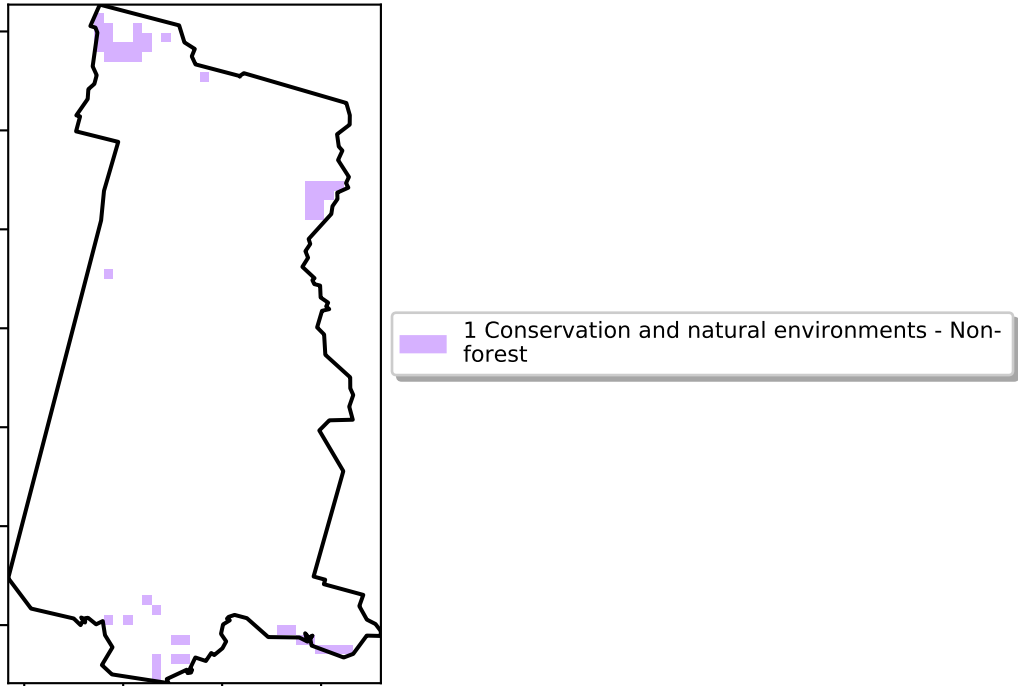 1 Conservation and natural environments - Non-
forest